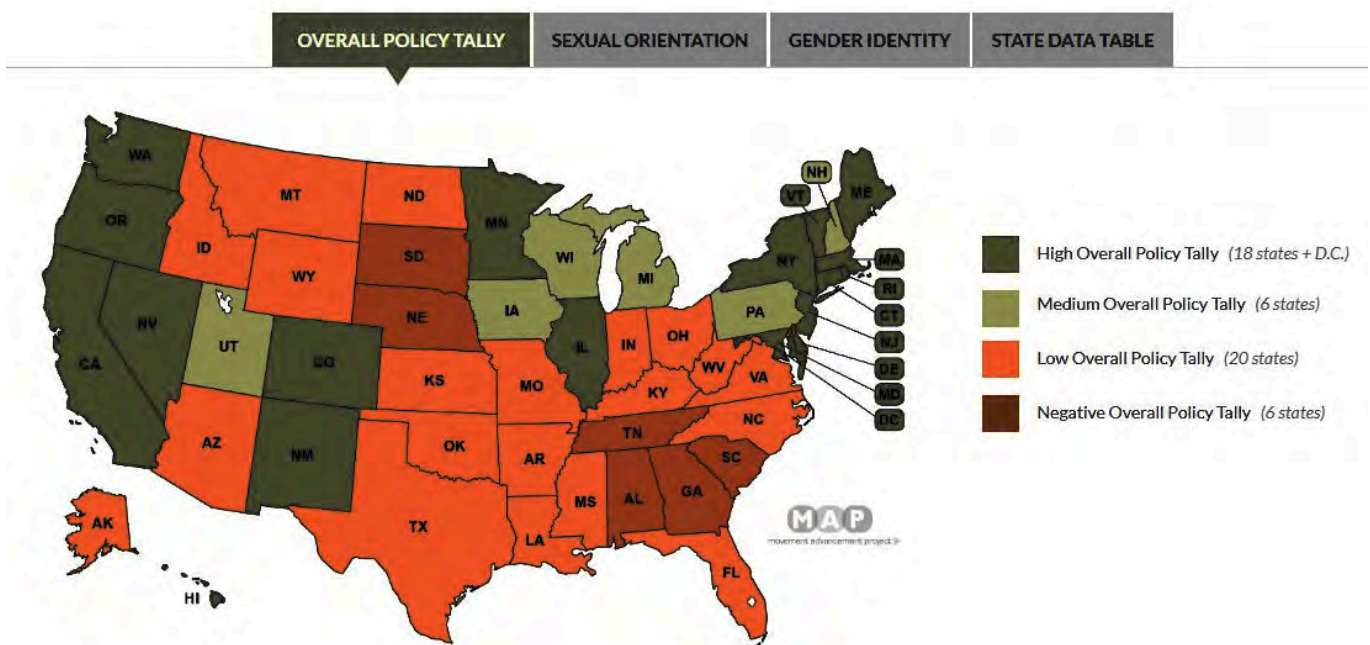 OVERALL POLICY TALLY
SEXUAL ORIENTATION
GENDER IDENTITY
STATE DATA TABLE
WA
OR
CA
NV
ID
MT
WY
UT
AZ
CO
NM
ND
SD
NE
KS
OK
TX
MN
IA
MO
AR
LA
WI
IL
MI
IN
OH
KY
TN
MS
AL
GA
FL
SC
NC
VA
WV
PA
NY
VT
NH
ME
MA
RI
CT
NJ
DE
MD
DC
AK
HI
High Overall Policy Tally (18 states + D.C.)
Medium Overall Policy Tally (6 states)
Low Overall Policy Tally (20 states)
Negative Overall Policy Tally (6 states)
MAP
movement advancement project